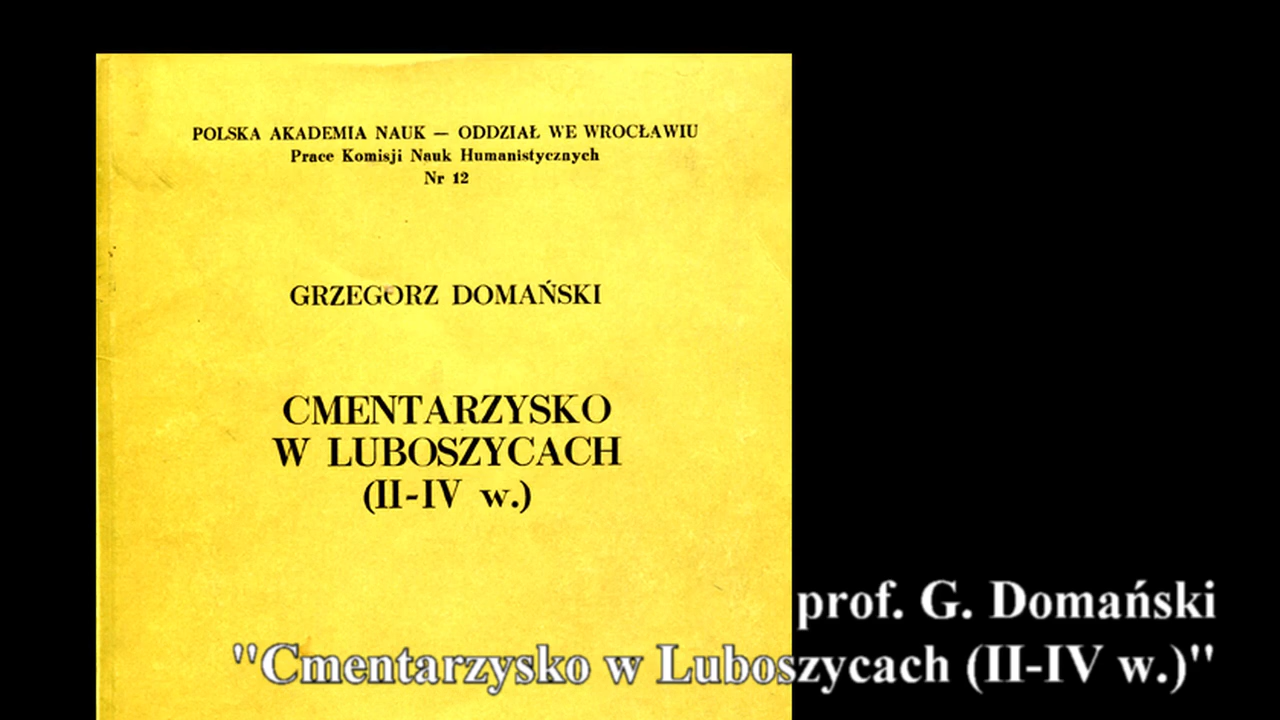 POLSKA AKADEMIA NAUK — ODDZIAŁ WE WROCŁAWIU
Prace Komisji Nauk Humanistycznych
Nr 12
GRZEGORZ DOMAŃSKI
CMENTARZYSKO
W LUBOSZYCACH
(II-IV w.)
prof. G. Domański
"Cmentarzysko w Luboszycach (II-IV w.)"